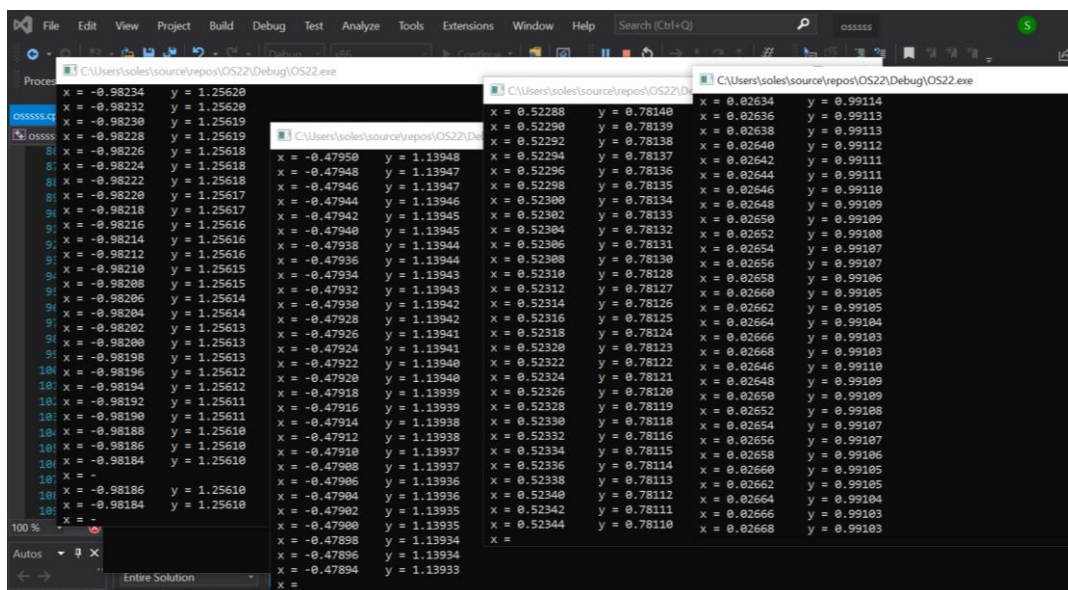 File Edit View Project Build Debug Test Analyze Tools Extensions Window Help Search (Ctrl+Q) osssss S
Debug x86 Continue
Proces
osssss.cp
ossss
C:\Users\soles\source\repos\OS22\Debug\OS22.exe
x = -0.98234 y = 1.25620
x = -0.98232 y = 1.25620
x = -0.98230 y = 1.25619
x = -0.98228 y = 1.25619
x = -0.98226 y = 1.25618
x = -0.98224 y = 1.25618
x = -0.98222 y = 1.25618
x = -0.98220 y = 1.25617
x = -0.98218 y = 1.25617
x = -0.98216 y = 1.25616
x = -0.98214 y = 1.25616
x = -0.98212 y = 1.25616
x = -0.98210 y = 1.25615
x = -0.98208 y = 1.25615
x = -0.98206 y = 1.25614
x = -0.98204 y = 1.25614
x = -0.98202 y = 1.25613
x = -0.98200 y = 1.25613
x = -0.98198 y = 1.25613
x = -0.98196 y = 1.25612
x = -0.98194 y = 1.25612
x = -0.98192 y = 1.25611
x = -0.98190 y = 1.25611
x = -0.98188 y = 1.25610
x = -0.98186 y = 1.25610
x = -0.98184 y = 1.25610
x = -
x = -0.98186 y = 1.25610
x = -0.98184 y = 1.25610
x = -
C:\Users\soles\source\repos\OS22\De
x = -0.47950 y = 1.13948
x = -0.47948 y = 1.13947
x = -0.47946 y = 1.13947
x = -0.47944 y = 1.13946
x = -0.47942 y = 1.13945
x = -0.47940 y = 1.13945
x = -0.47938 y = 1.13944
x = -0.47936 y = 1.13944
x = -0.47934 y = 1.13943
x = -0.47932 y = 1.13943
x = -0.47930 y = 1.13942
x = -0.47928 y = 1.13942
x = -0.47926 y = 1.13941
x = -0.47924 y = 1.13941
x = -0.47922 y = 1.13940
x = -0.47920 y = 1.13940
x = -0.47918 y = 1.13939
x = -0.47916 y = 1.13939
x = -0.47914 y = 1.13938
x = -0.47912 y = 1.13938
x = -0.47910 y = 1.13937
x = -0.47908 y = 1.13937
x = -0.47906 y = 1.13936
x = -0.47904 y = 1.13936
x = -0.47902 y = 1.13935
x = -0.47900 y = 1.13935
x = -0.47898 y = 1.13934
x = -0.47896 y = 1.13934
x = -0.47894 y = 1.13933
x =
C:\Users\soles\source\repos\OS22\D
x = 0.52288 y = 0.78140
x = 0.52290 y = 0.78139
x = 0.52292 y = 0.78138
x = 0.52294 y = 0.78137
x = 0.52296 y = 0.78136
x = 0.52298 y = 0.78135
x = 0.52300 y = 0.78134
x = 0.52302 y = 0.78133
x = 0.52304 y = 0.78132
x = 0.52306 y = 0.78131
x = 0.52308 y = 0.78130
x = 0.52310 y = 0.78128
x = 0.52312 y = 0.78127
x = 0.52314 y = 0.78126
x = 0.52316 y = 0.78125
x = 0.52318 y = 0.78124
x = 0.52320 y = 0.78123
x = 0.52322 y = 0.78122
x = 0.52324 y = 0.78121
x = 0.52326 y = 0.78120
x = 0.52328 y = 0.78119
x = 0.52330 y = 0.78118
x = 0.52332 y = 0.78116
x = 0.52334 y = 0.78115
x = 0.52336 y = 0.78114
x = 0.52338 y = 0.78113
x = 0.52340 y = 0.78112
x = 0.52342 y = 0.78111
x = 0.52344 y = 0.78110
x =
C:\Users\soles\source\repos\OS22\Debug\OS22.exe
x = 0.02634 y = 0.99114
x = 0.02636 y = 0.99113
x = 0.02638 y = 0.99113
x = 0.02640 y = 0.99112
x = 0.02642 y = 0.99111
x = 0.02644 y = 0.99111
x = 0.02646 y = 0.99110
x = 0.02648 y = 0.99109
x = 0.02650 y = 0.99109
x = 0.02652 y = 0.99108
x = 0.02654 y = 0.99107
x = 0.02656 y = 0.99107
x = 0.02658 y = 0.99106
x = 0.02660 y = 0.99105
x = 0.02662 y = 0.99105
x = 0.02664 y = 0.99104
x = 0.02666 y = 0.99103
x = 0.02668 y = 0.99103
x = 0.02646 y = 0.99110
x = 0.02648 y = 0.99109
x = 0.02650 y = 0.99109
x = 0.02652 y = 0.99108
x = 0.02654 y = 0.99107
x = 0.02656 y = 0.99107
x = 0.02658 y = 0.99106
x = 0.02660 y = 0.99105
x = 0.02662 y = 0.99105
x = 0.02664 y = 0.99104
x = 0.02666 y = 0.99103
x = 0.02668 y = 0.99103
100 %
Autos
Entire Solution